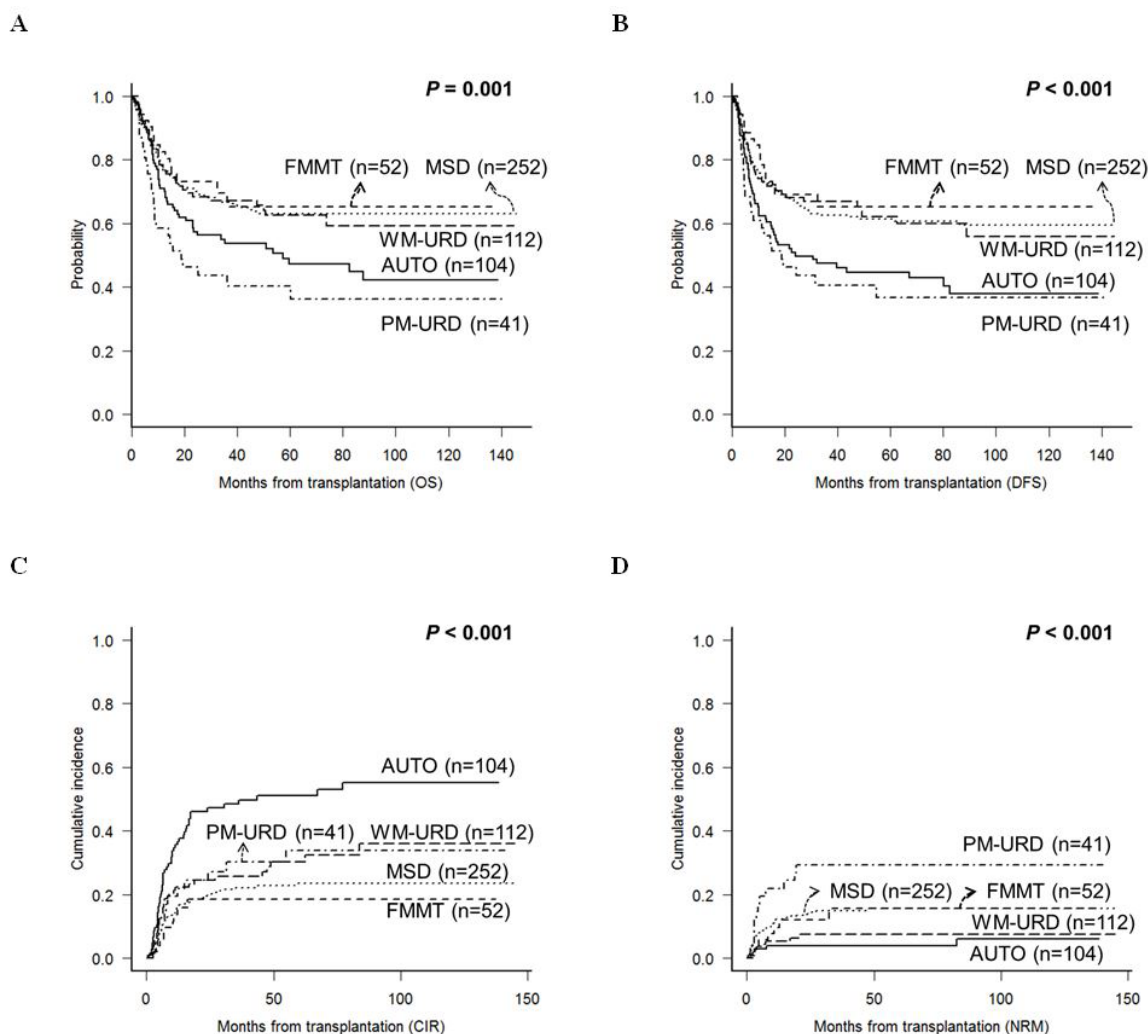 A
B
P = 0.001
P < 0.001
1.0
0.8
0.6
0.4
0.2
0.0
Probability
FMMT (n=52)
MSD (n=252)
WM-URD (n=112)
AUTO (n=104)
PM-URD (n=41)
0 20 40 60 80 100 120 140
Months from transplantation (OS)
1.0
0.8
0.6
0.4
0.2
0.0
Probability
FMMT (n=52)
MSD (n=252)
WM-URD (n=112)
AUTO (n=104)
PM-URD (n=41)
0 20 40 60 80 100 120 140
Months from transplantation (DFS)
C
D
P < 0.001
P < 0.001
1.0
0.8
0.6
0.4
0.2
0.0
Cumulative incidence
AUTO (n=104)
PM-URD (n=41)
WM-URD (n=112)
MSD (n=252)
FMMT (n=52)
0 50 100 150
Months from transplantation (CIR)
1.0
0.8
0.6
0.4
0.2
0.0
Cumulative incidence
PM-URD (n=41)
MSD (n=252)
FMMT (n=52)
WM-URD (n=112)
AUTO (n=104)
0 50 100 150
Months from transplantation (NRM)